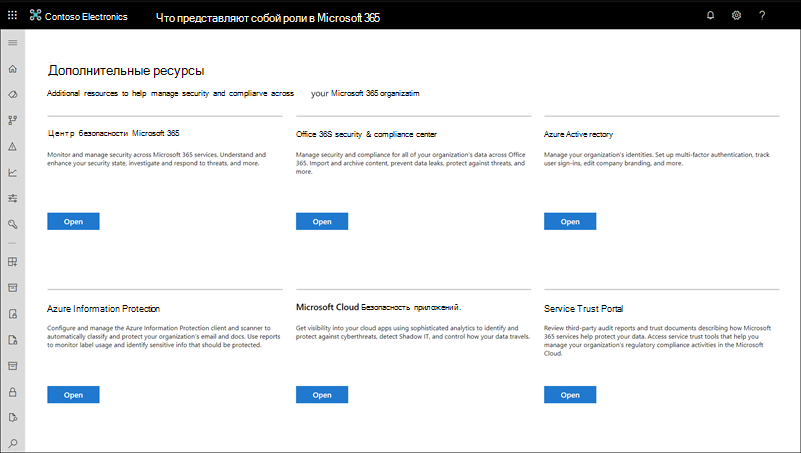 Contoso Electronics
Что представляют собой роли в Microsoft 365
?
Дополнительные ресурсы
Additional resources to help manage security and compliarve across your Microsoft 365 organizatim
Центр безопасности Microsoft 365
Monitor and manage security across Microsoft 365 services. Understand and
enhance your security state, investigate and respond to threats, and more.
Open
Office 36S security & compliance center
Manage security and compliance for all of your organization's data across Office
365. Import and archive content, prevent data leaks, protect against threats, and
more.
Open
Azure Active rectory
Manage your organization's identities. Set up multi-factor authentication, track
user sign-ins, edit company branding, and more.
Open
Azure Information Protection
Configure and manage the Azure Information Protection client and scanner to
automatically classify and protect your organization's email and docs. Use reports
to monitor label usage and identify sensitive info that should be protected.
Open
Microsoft Cloud Безопасность приложений.
Get visibility into your cloud apps using sophisticated analytics to identify and
protect against cyberthreats, detect Shadow IT, and control how your data travels.
Open
Service Trust Portal
Review third-party audit reports and trust documents describing how Microsoft
365 services help protect your data. Access service trust tools that help you
manage your organization's regulatory compliance activities in the Microsoft
Cloud.
Open